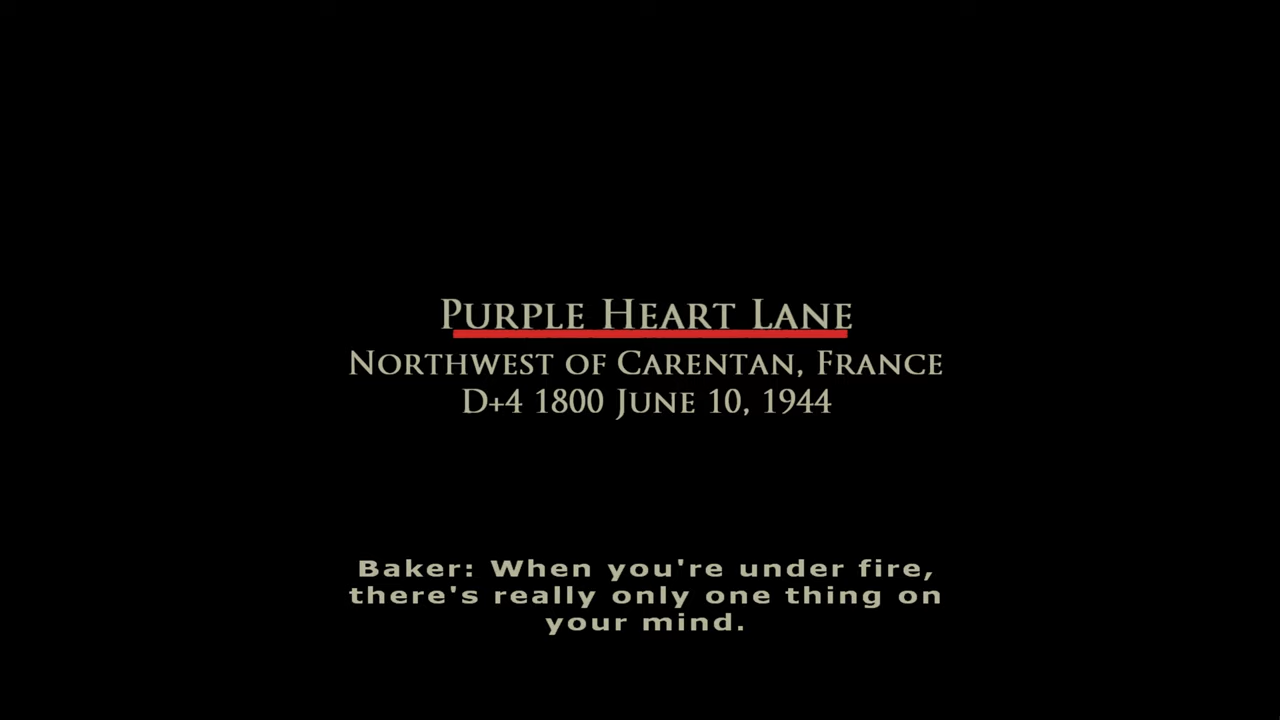 Purple Heart Lane
Northwest of Carentan, France
D+4 1800 June 10, 1944
Baker: When you're under fire,
there's really only one thing on
your mind.